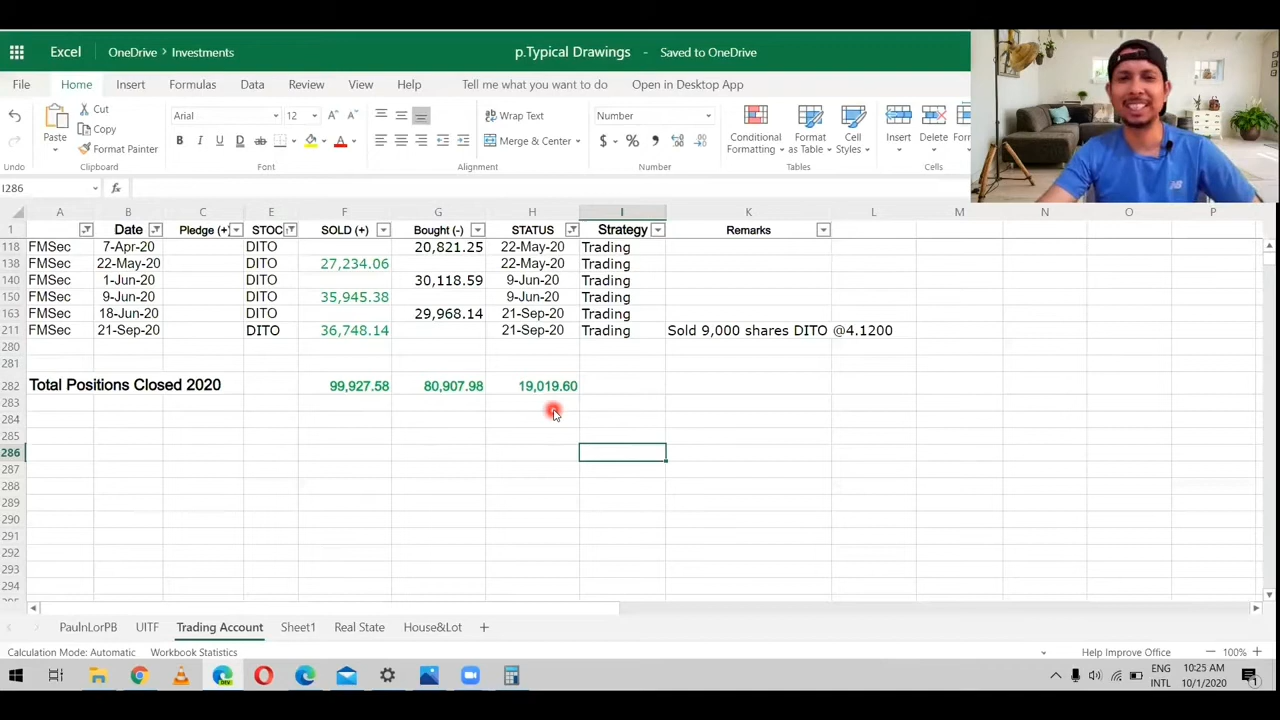 Excel OneDrive > Investments p.Typical Drawings - Saved to OneDrive
File Home Insert Formulas Data Review View Help Tell me what you want to do Open in Desktop App
Cut
Copy
Format Painter
Paste
Arial 12
B I U D ab
Wrap Text
Merge & Center
Number
$ % ,
Conditional Formatting
Format as Table
Cell Styles
Insert
Delete
Undo Clipboard Font Alignment Number Tables Cells
I286 fx
A B C E F G H I K L M N O P
1 Date Pledge (+) STOC SOLD (+) Bought (-) STATUS Strategy Remarks
118 FMSec 7-Apr-20 DITO 20,821.25 22-May-20 Trading
138 FMSec 22-May-20 DITO 27,234.06 22-May-20 Trading
140 FMSec 1-Jun-20 DITO 30,118.59 9-Jun-20 Trading
150 FMSec 9-Jun-20 DITO 35,945.38 9-Jun-20 Trading
163 FMSec 18-Jun-20 DITO 29,968.14 21-Sep-20 Trading
211 FMSec 21-Sep-20 DITO 36,748.14 21-Sep-20 Trading Sold 9,000 shares DITO @4.1200
280
281
282 Total Positions Closed 2020 99,927.58 80,907.98 19,019.60
283
284
285
286
287
288
289
290
291
292
293
294
PaulnLorPB UITF Trading Account Sheet1 Real State House&Lot +
Calculation Mode: Automatic Workbook Statistics Help Improve Office 100%
ENG 10:25 AM
INTL 10/1/2020